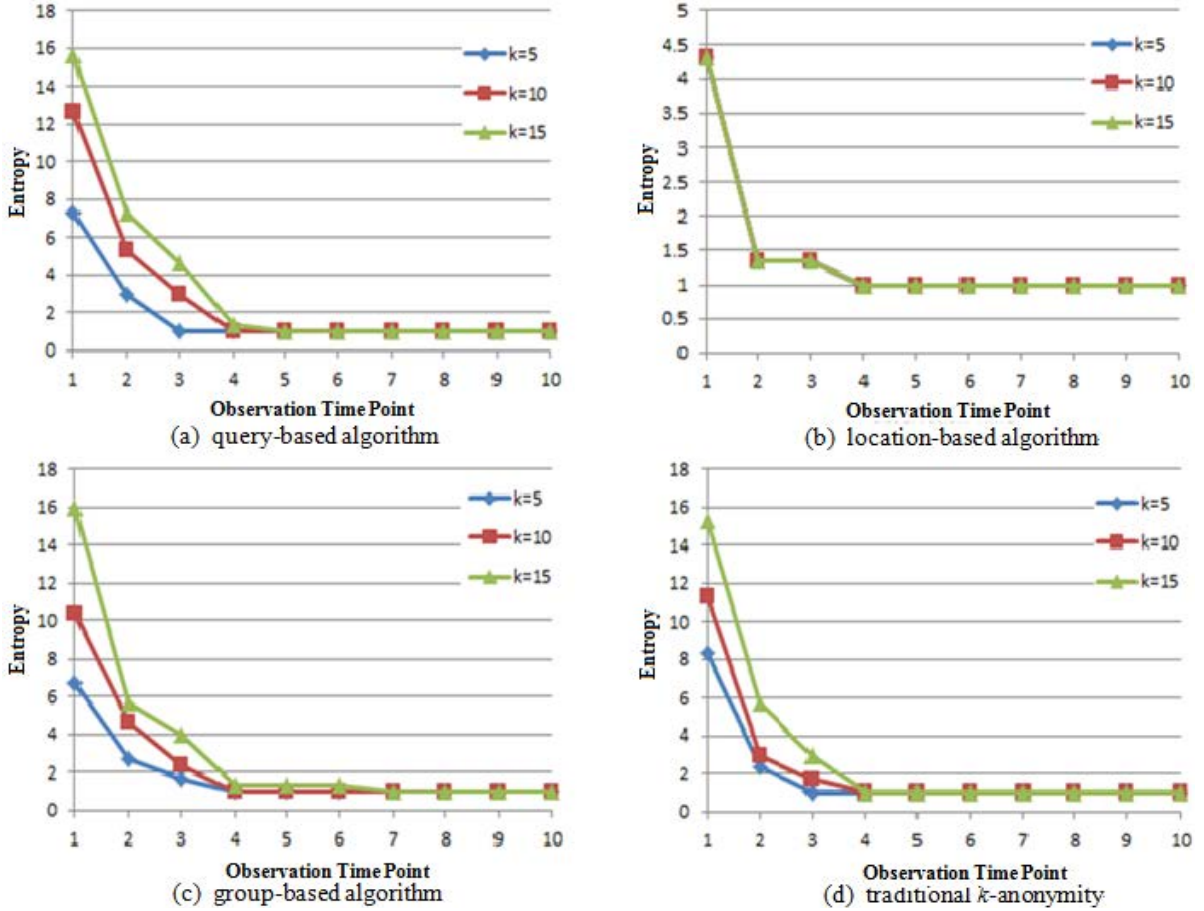 18
16
14
12
10
8
6
4
2
0
Entropy
k=5
k=10
k=15
1 2 3 4 5 6 7 8 9 10
Observation Time Point
(a) query-based algorithm
5
4.5
4
3.5
3
2.5
2
1.5
1
0.5
0
Entropy
k=5
k=10
k=15
1 2 3 4 5 6 7 8 9 10
Observation Time Point
(b) location-based algorithm
18
16
14
12
10
8
6
4
2
0
Entropy
k=5
k=10
k=15
1 2 3 4 5 6 7 8 9 10
Observation Time Point
(c) group-based algorithm
18
16
14
12
10
8
6
4
2
0
Entropy
k=5
k=10
k=15
1 2 3 4 5 6 7 8 9 10
Observation Time Point
(d) traditional k-anonymity